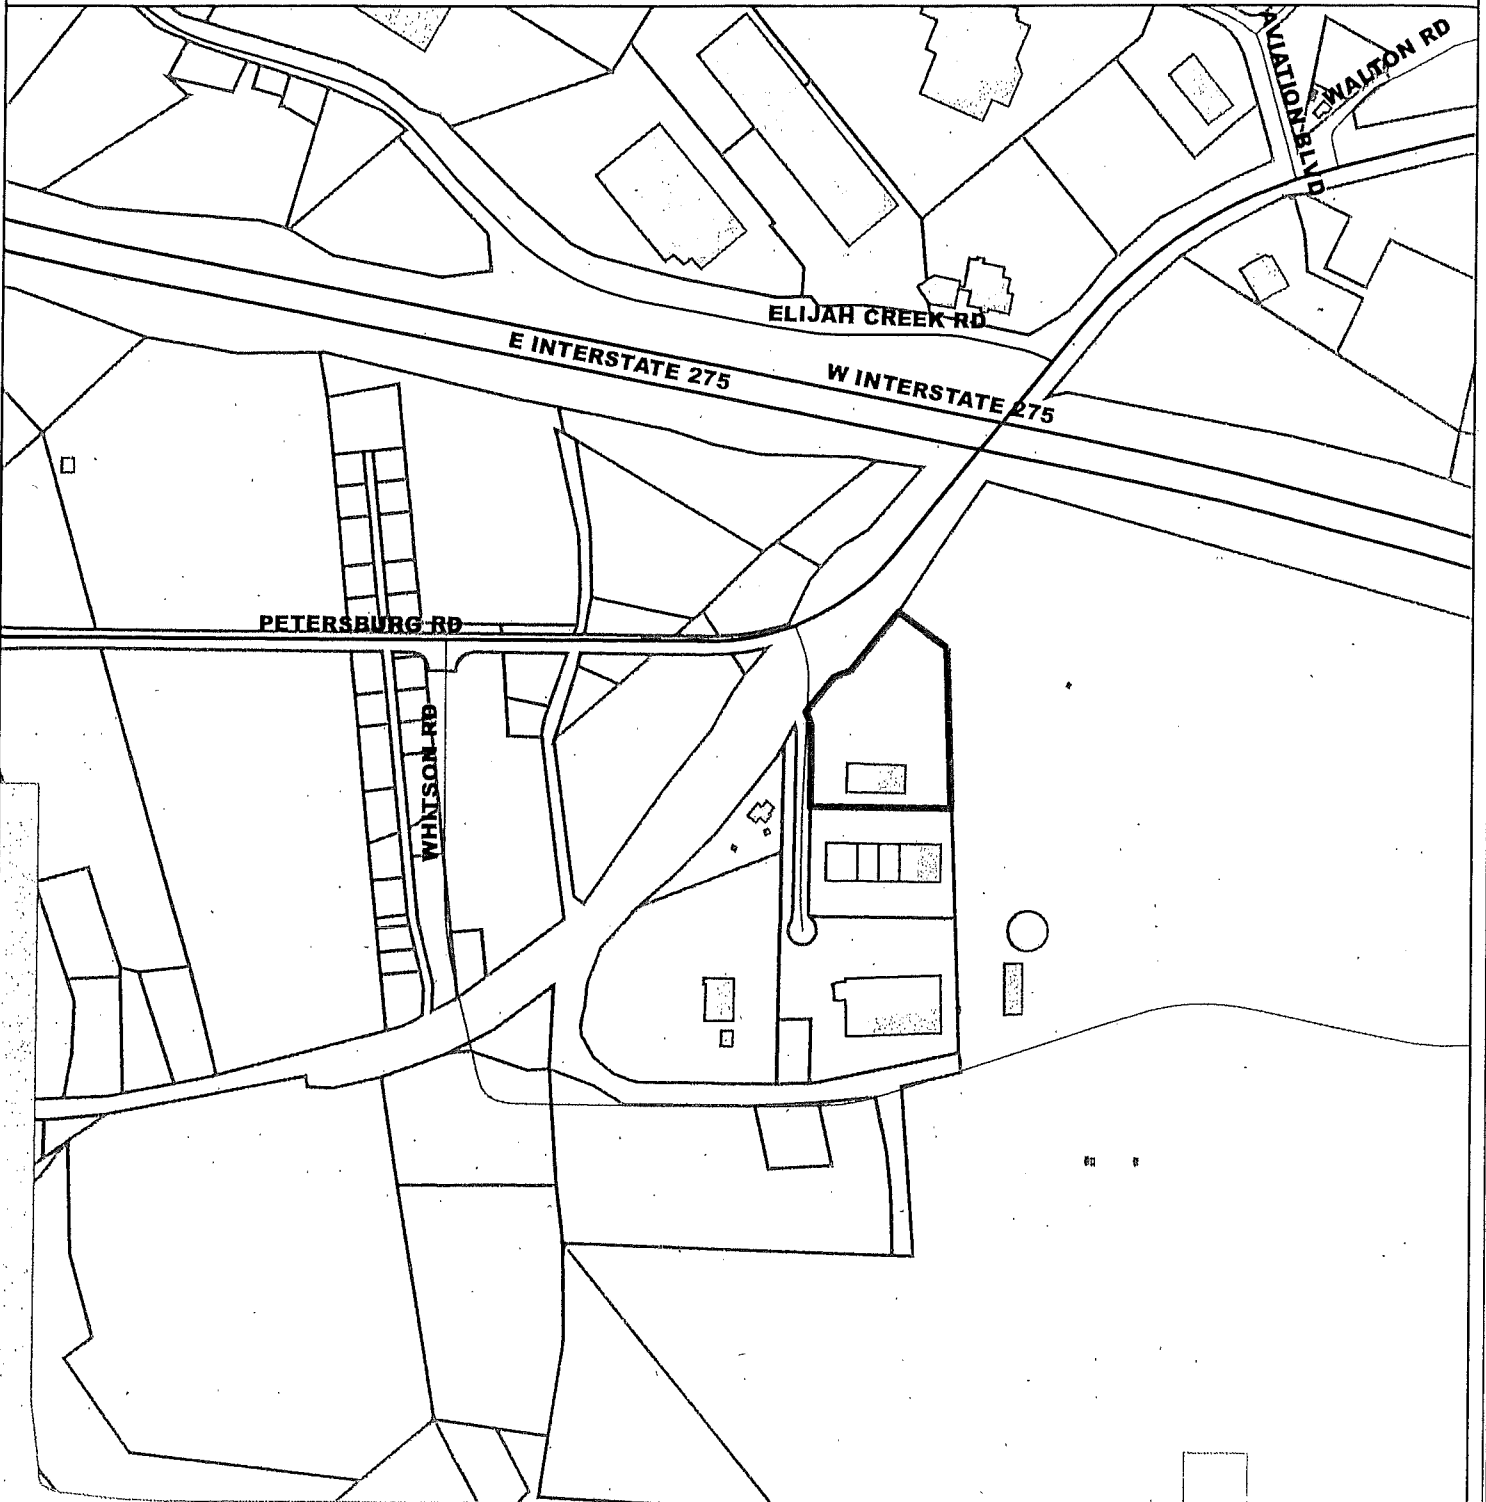 AVIATION BLVD
WALTON RD
ELIJAH CREEK RD
E INTERSTATE 275
W INTERSTATE 275
PETERSBURG RD
WHITSON RD